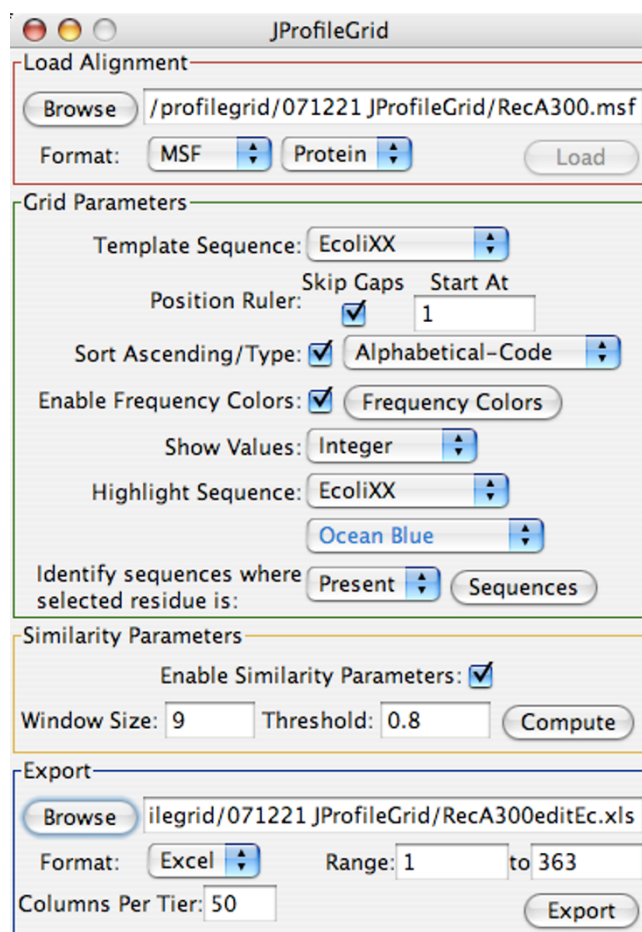 JProfileGrid
Load Alignment
Browse /profilegrid/071221 JProfileGrid/RecA300.msf
Format: MSF Protein Load
Grid Parameters
Template Sequence: EcoliXX
Skip Gaps Start At
Position Ruler: 1
Sort Ascending/Type: Alphabetical-Code
Enable Frequency Colors: Frequency Colors
Show Values: Integer
Highlight Sequence: EcoliXX
Ocean Blue
Identify sequences where
selected residue is: Present Sequences
Similarity Parameters
Enable Similarity Parameters:
Window Size: 9 Threshold: 0.8 Compute
Export
Browse ilegrid/071221 JProfileGrid/RecA300editEc.xls
Format: Excel Range: 1 to 363
Columns Per Tier: 50 Export